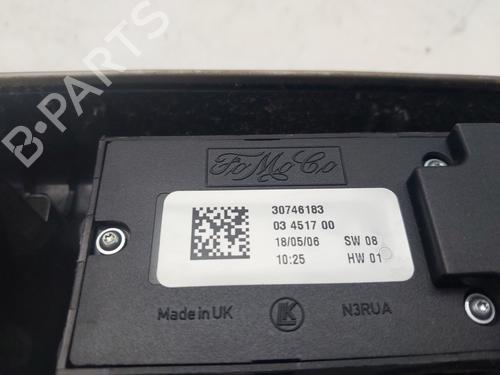 B-PARTS
FoMoCo
30746183
03 4517 00
18/05/06 SW 08
10:25 HW 01
Made in UK LK N3RUA